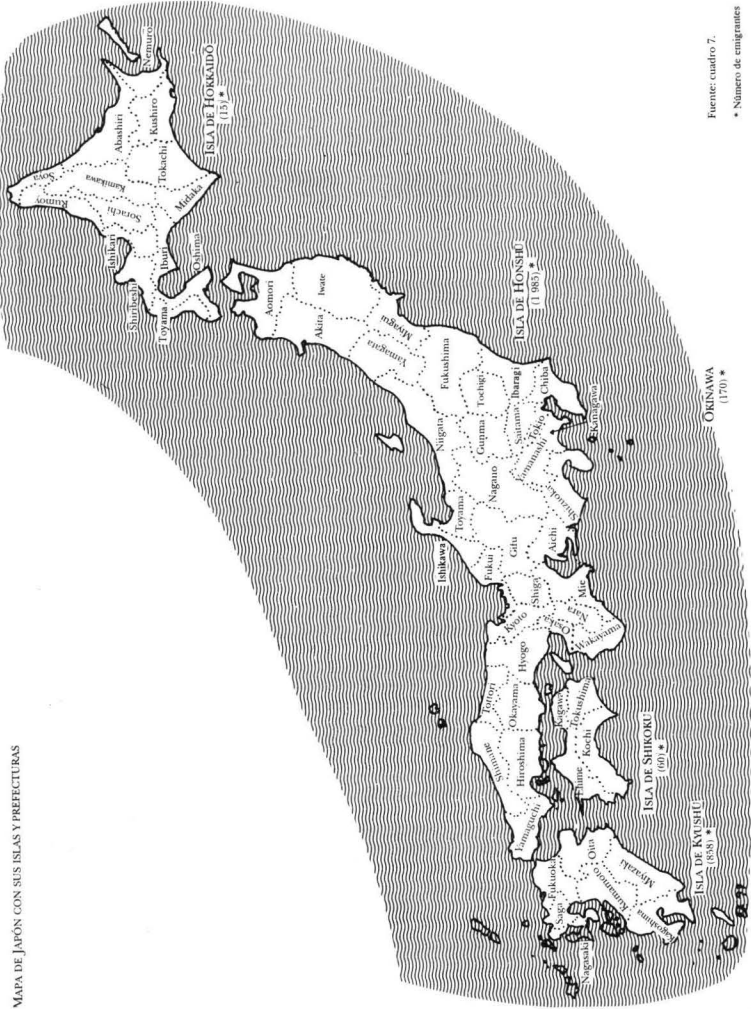 MAPA DE JAPÓN CON SUS ISLAS Y PREFECTURAS
Nemuro
Abashiri
Kushiro
Soya
Rumoy
Kamikawa
Tokachi
Sorachi
Midaka
Ishikari
Iburi
Oshima
Shiribeshi
Toyama
ISLA DE HOKKAIDŌ
(15) *
Aomori
Iwate
Akita
Miyagui
Yamagata
Fukushima
Niigata
Tochigi
Gunma
Ibaragi
Saitama
Chiba
Tokio
Kanagawa
Yamanashi
Nagano
Shizuoka
Toyama
Ishikawa
Gifu
Aichi
Fukui
Shiga
Mie
Kyoto
Nara
Osaka
Wakayama
Hyogo
Tottori
Okayama
Shimane
Hiroshima
Yamaguchi
ISLA DE HONSHŪ
(1 985) *
Kagawa
Tokushima
Kochi
Ehime
ISLA DE SHIKOKU
(60) *
Fukuoka
Saga
Oita
Nagasaki
Kumamoto
Miyazaki
Kagoshima
ISLA DE KYUSHŪ
(858) *
OKINAWA
(170) *
Fuente: cuadro 7.
* Número de emigrantes